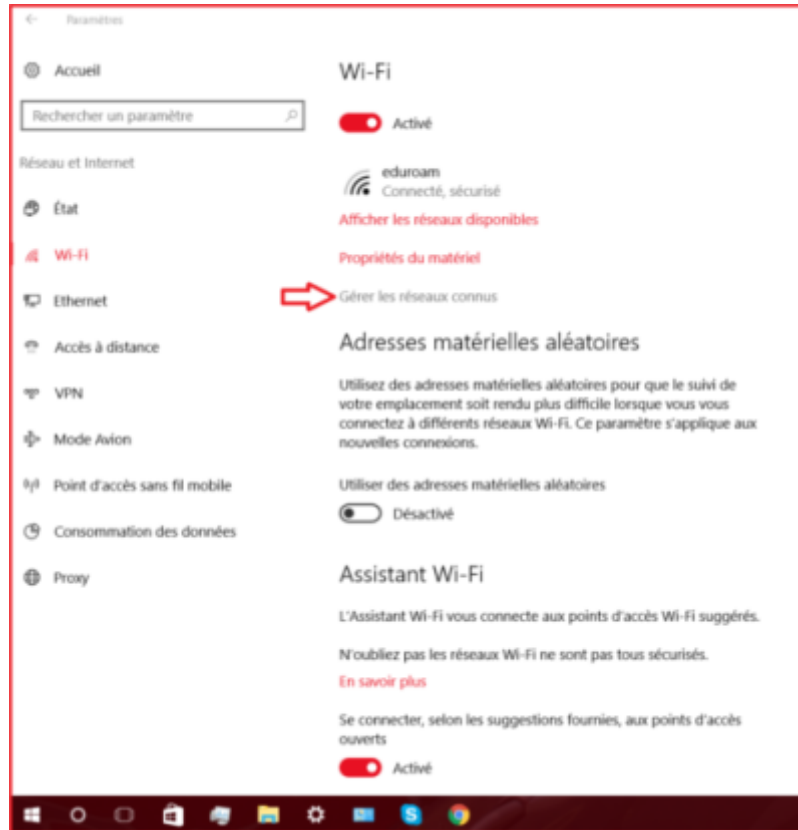 Paramètres
Accueil
Rechercher un paramètre
Réseau et Internet
État
Wi-Fi
Ethernet
Accès à distance
VPN
Mode Avion
Point d'accès sans fil mobile
Consommation des données
Proxy
Wi-Fi
Activé
eduroam
Connecté, sécurisé
Afficher les réseaux disponibles
Propriétés du matériel
Gérer les réseaux connus
Adresses matérielles aléatoires
Utilisez des adresses matérielles aléatoires pour que le suivi de
votre emplacement soit rendu plus difficile lorsque vous vous
connectez à différents réseaux Wi-Fi. Ce paramètre s'applique aux
nouvelles connexions.
Utiliser des adresses matérielles aléatoires
Désactivé
Assistant Wi-Fi
L'Assistant Wi-Fi vous connecte aux points d'accès Wi-Fi suggérés.
N'oubliez pas les réseaux Wi-Fi ne sont pas tous sécurisés.
En savoir plus
Se connecter, selon les suggestions fournies, aux points d'accès
ouverts
Activé